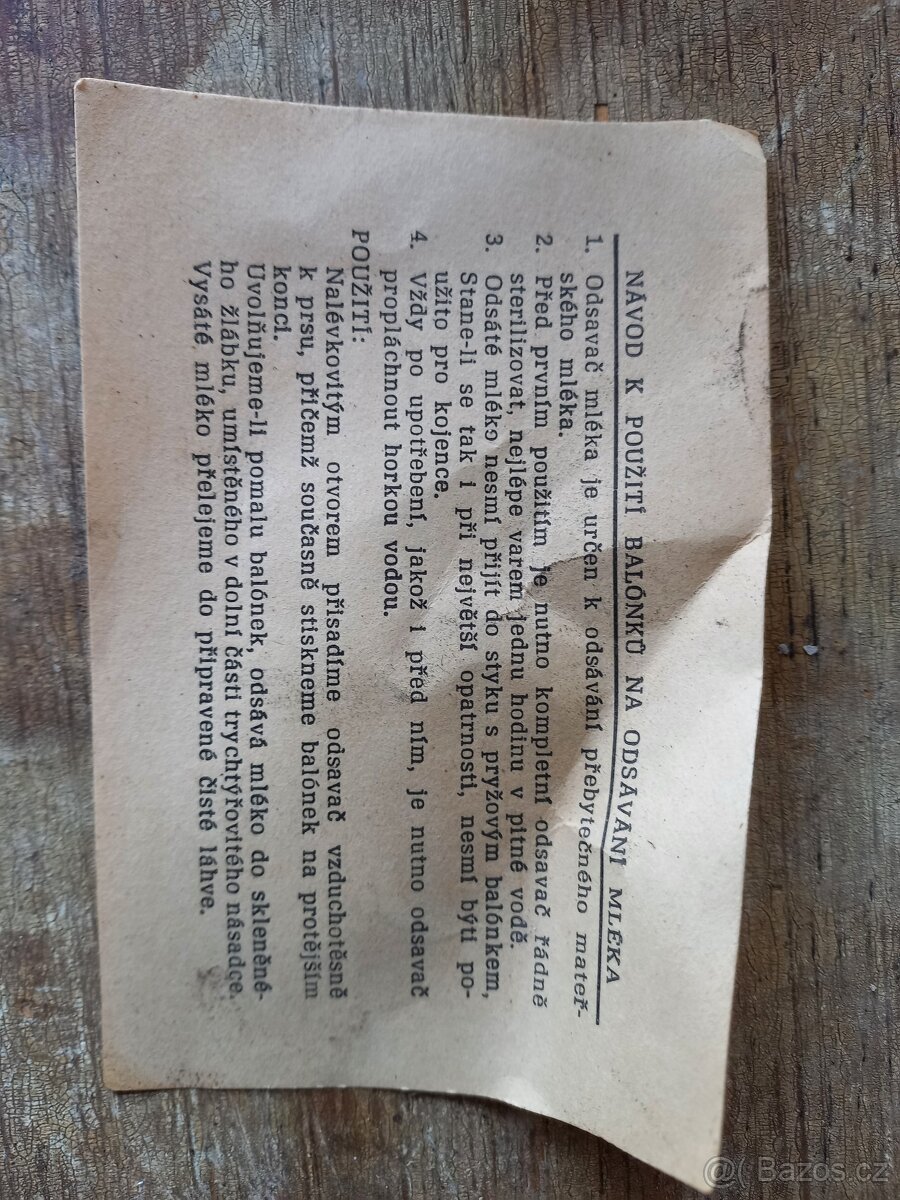 NÁVOD K POUŽITÍ BALÓNKŮ NA ODSÁVÁNI MLÉKA
1. Odsavač mléka je určen k odsávání přebytečného mateř-
ského mléka.
2. Před prvním použitím je nutno kompletní odsavač řádně
sterilizovat, nejlépe varem jednu hodinu v pitné vodě.
3. Odsáté mléko nesmí přijít do styku s pryžovým balónkem,
Stane-li se tak i při největší opatrnosti, nesmí býti po-
užito pro kojence.
4. Vždy po upotřebení, jakož i před ním, je nutno odsavač
propláchnout horkou vodou.
POUŽITÍ:
Nalévkovitým otvorem přisadíme odsavač vzduchotěsně
k prsu, přičemž současně stiskneme balónek na protějším
konci.
Uvolňujeme-li pomalu balónek, odsává mléko do skleněné-
ho žlábku, umístěného v dolní části trychtýřovitého násadce.
Vysáté mléko přelejeme do připravené čisté láhve.
@( Bazos.cz